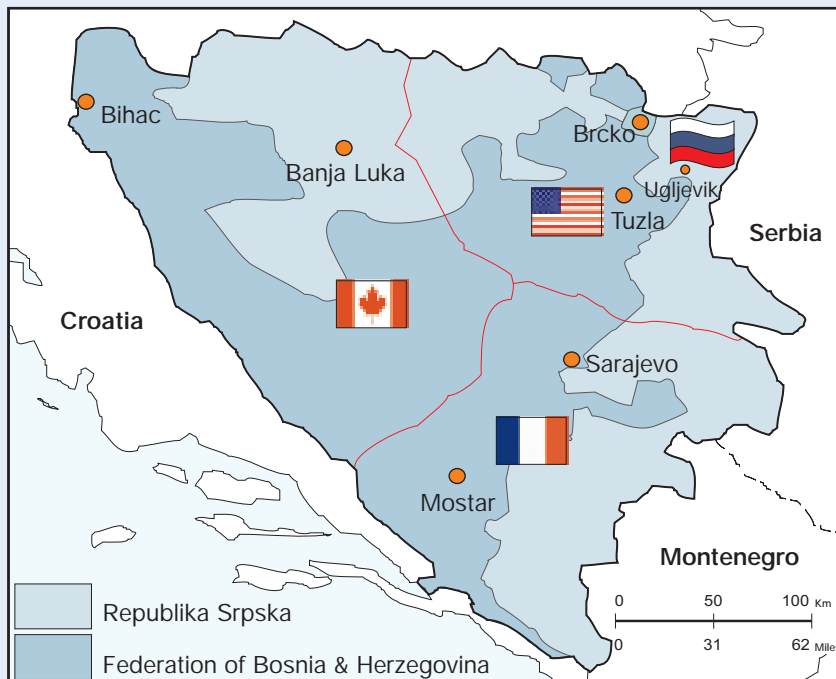 Bihac
Banja Luka
Brcko
Ugljevik
Tuzla
Serbia
Croatia
Sarajevo
Mostar
Montenegro
Republika Srpska
Federation of Bosnia & Herzegovina
0 50 100 Km
0 31 62 Miles